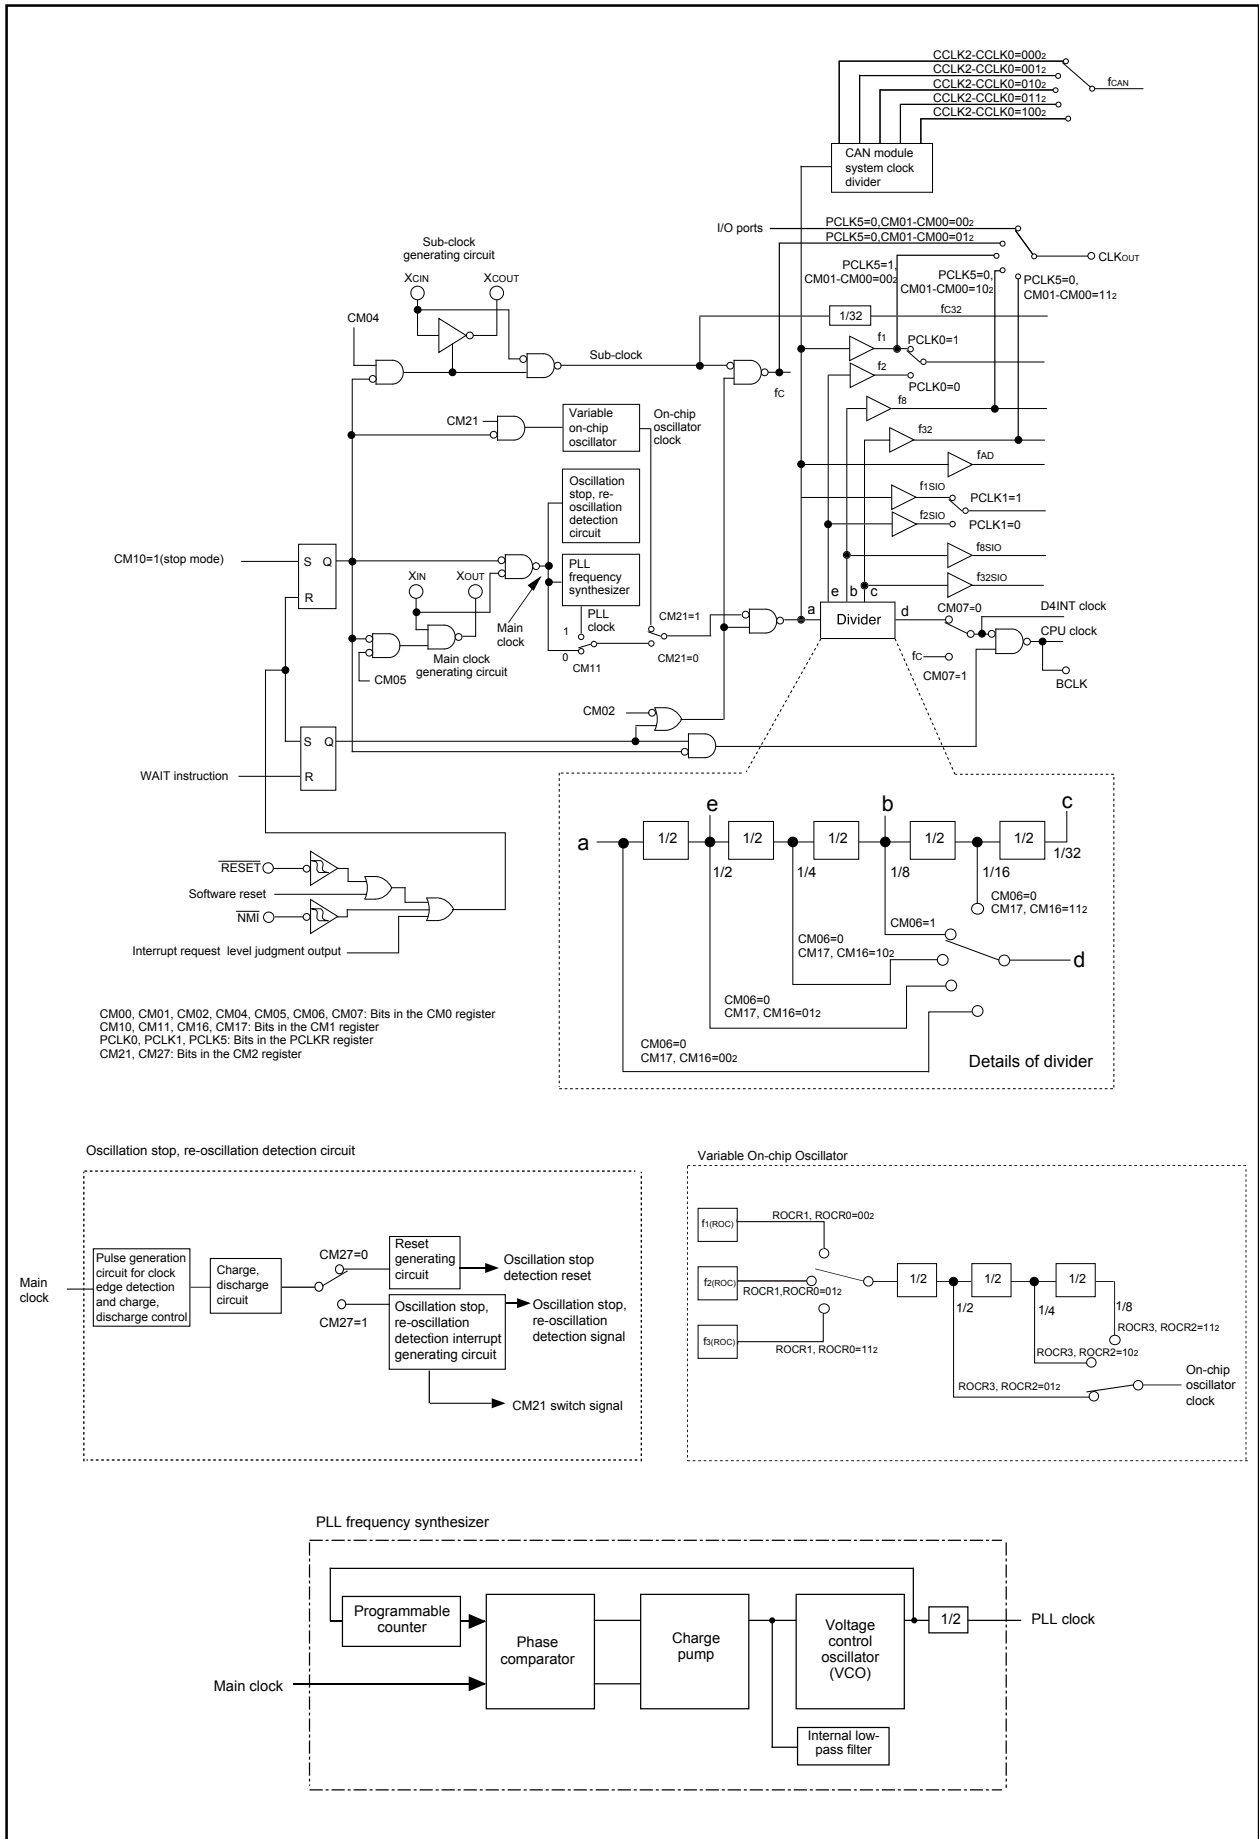 CCLK2-CCLK0=000₂
CCLK2-CCLK0=001₂
CCLK2-CCLK0=010₂
CCLK2-CCLK0=011₂
CCLK2-CCLK0=100₂
fCAN
CAN module
system clock
divider
I/O ports
PCLK5=0,CM01-CM00=00₂
PCLK5=0,CM01-CM00=01₂
PCLK5=1,
CM01-CM00=00₂
PCLK5=0,
CM01-CM00=10₂
PCLK5=0,
CM01-CM00=11₂
CLKOUT
Sub-clock
generating circuit
XCIN
XCOUT
CM04
Sub-clock
1/32
fC32
f1
PCLK0=1
f2
PCLK0=0
fC
f8
f32
fAD
f1SIO
PCLK1=1
f2SIO
PCLK1=0
f8SIO
f32SIO
CM21
Variable
on-chip
oscillator
On-chip
oscillator
clock
Oscillation
stop, re-
oscillation
detection
circuit
CM10=1(stop mode)
S Q
R
XIN
XOUT
PLL
frequency
synthesizer
Main
clock
PLL
clock
1
0
CM11
CM21=1
CM21=0
Main clock
generating circuit
CM05
e b c
a
Divider
d
CM07=0
D4INT clock
CPU clock
fC
CM07=1
BCLK
CM02
S Q
R
WAIT instruction
RESET
Software reset
NMI
Interrupt request level judgment output
e
b
c
a
1/2
1/2
1/2
1/2
1/2
1/2
1/4
1/8
1/16
1/32
CM06=0
CM17, CM16=11₂
CM06=1
CM06=0
CM17, CM16=10₂
d
CM06=0
CM17, CM16=01₂
CM06=0
CM17, CM16=00₂
Details of divider
CM00, CM01, CM02, CM04, CM05, CM06, CM07: Bits in the CM0 register
CM10, CM11, CM16, CM17: Bits in the CM1 register
PCLK0, PCLK1, PCLK5: Bits in the PCLKR register
CM21, CM27: Bits in the CM2 register
Oscillation stop, re-oscillation detection circuit
Main
clock
Pulse generation
circuit for clock
edge detection
and charge,
discharge control
Charge,
discharge
circuit
CM27=0
CM27=1
Reset
generating
circuit
Oscillation stop
detection reset
Oscillation stop,
re-oscillation
detection interrupt
generating circuit
Oscillation stop,
re-oscillation
detection signal
CM21 switch signal
Variable On-chip Oscillator
f1(ROC)
ROCR1, ROCR0=00₂
f2(ROC)
ROCR1,ROCR0=01₂
f3(ROC)
ROCR1, ROCR0=11₂
1/2
1/2
1/2
1/2
1/4
1/8
ROCR3, ROCR2=11₂
ROCR3, ROCR2=10₂
ROCR3, ROCR2=01₂
On-chip
oscillator
clock
PLL frequency synthesizer
Programmable
counter
Main clock
Phase
comparator
Charge
pump
Voltage
control
oscillator
(VCO)
1/2
PLL clock
Internal low-
pass filter